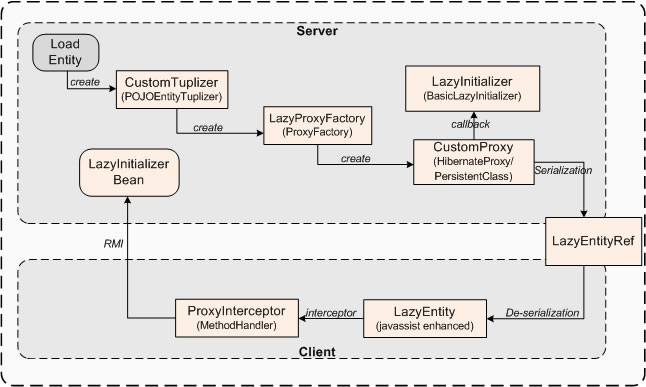 Server
Load
Entity
create
CustomTuplizer
(POJOEntityTuplizer)
create
LazyProxyFactory
(ProxyFactory)
create
LazyInitializer
(BasicLazyInitializer)
callback
CustomProxy
(HibernateProxy/
PersistentClass)
Serialization
LazyInitializer
Bean
RMI
LazyEntityRef
De-serialization
LazyEntity
(javassist enhanced)
interceptor
ProxyInterceptor
(MethodHandler)
Client